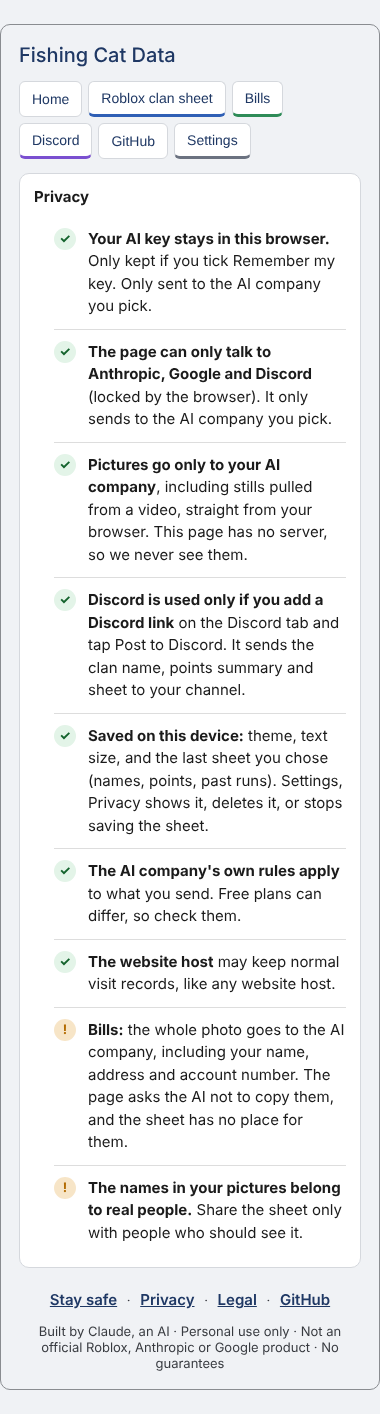 Fishing Cat Data
Home
Roblox clan sheet
Bills
Discord
GitHub
Settings
Privacy
Your AI key stays in this browser.
Only kept if you tick Remember my
key. Only sent to the AI company
you pick.
The page can only talk to
Anthropic, Google and Discord
(locked by the browser). It only
sends to the AI company you pick.
Pictures go only to your AI
company, including stills pulled
from a video, straight from your
browser. This page has no server,
so we never see them.
Discord is used only if you add a
Discord link on the Discord tab and
tap Post to Discord. It sends the
clan name, points summary and
sheet to your channel.
Saved on this device: theme, text
size, and the last sheet you chose
(names, points, past runs). Settings,
Privacy shows it, deletes it, or stops
saving the sheet.
The AI company's own rules apply
to what you send. Free plans can
differ, so check them.
The website host may keep normal
visit records, like any website host.
! Bills: the whole photo goes to the AI
company, including your name,
address and account number. The
page asks the AI not to copy them,
and the sheet has no place for
them.
! The names in your pictures belong
to real people. Share the sheet only
with people who should see it.
Stay safe · Privacy · Legal · GitHub
Built by Claude, an AI · Personal use only · Not an
official Roblox, Anthropic or Google product · No
guarantees